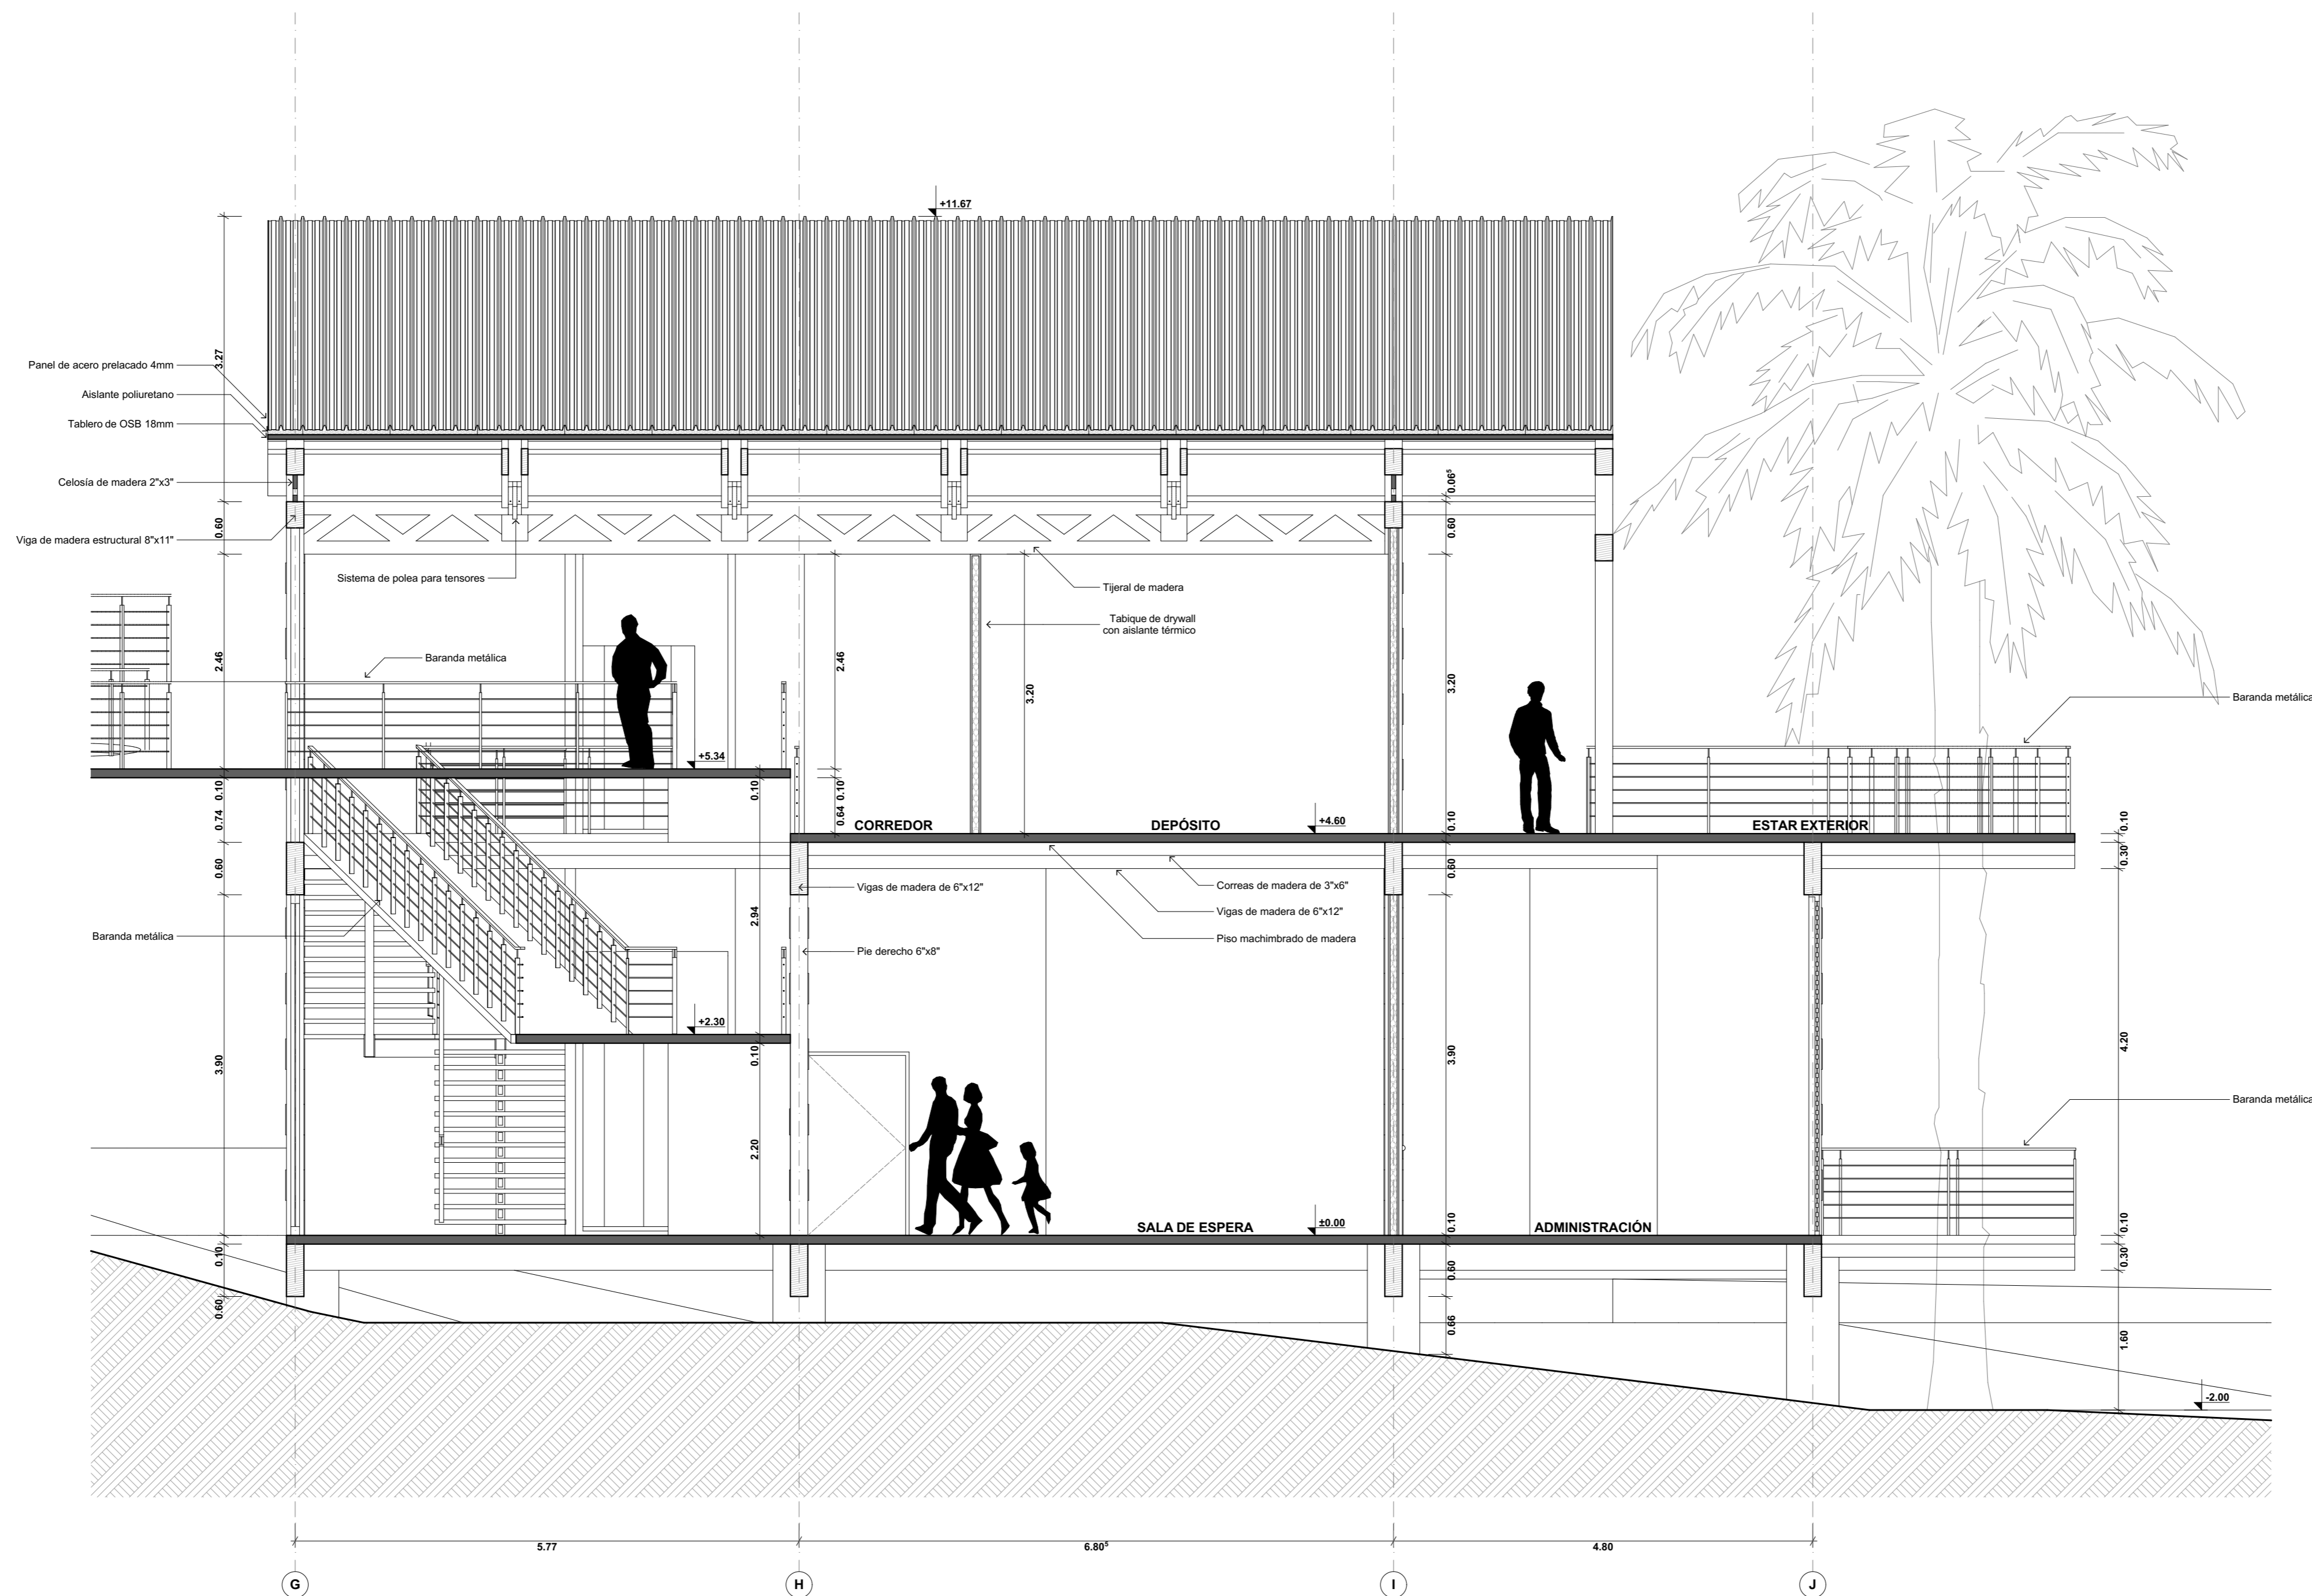 +11.67
3.27
Panel de acero prelacado 4mm
Aislante poliuretano
Tablero de OSB 18mm
Celosía de madera 2"x3"
0.06⁵
0.60
0.60
Viga de madera estructural 8"x11"
Sistema de polea para tensores
Tijeral de madera
Tabique de drywall
con aislante térmico
Baranda metálica
2.46
2.46
3.20
3.20
Baranda metálica
+5.34
0.10
0.10
0.10
0.74
0.64
CORREDOR
DEPÓSITO
+4.60
0.10
ESTAR EXTERIOR
0.10
0.30
0.60
0.60
Vigas de madera de 6"x12"
Correas de madera de 3"x6"
Vigas de madera de 6"x12"
Piso machimbrado de madera
Baranda metálica
2.94
Pie derecho 6"x8"
+2.30
0.10
3.90
3.90
4.20
Baranda metálica
2.20
SALA DE ESPERA
±0.00
0.10
ADMINISTRACIÓN
0.10
0.10
0.30
0.60
0.60
0.66
1.60
-2.00
5.77
6.80⁵
4.80
G
H
I
J